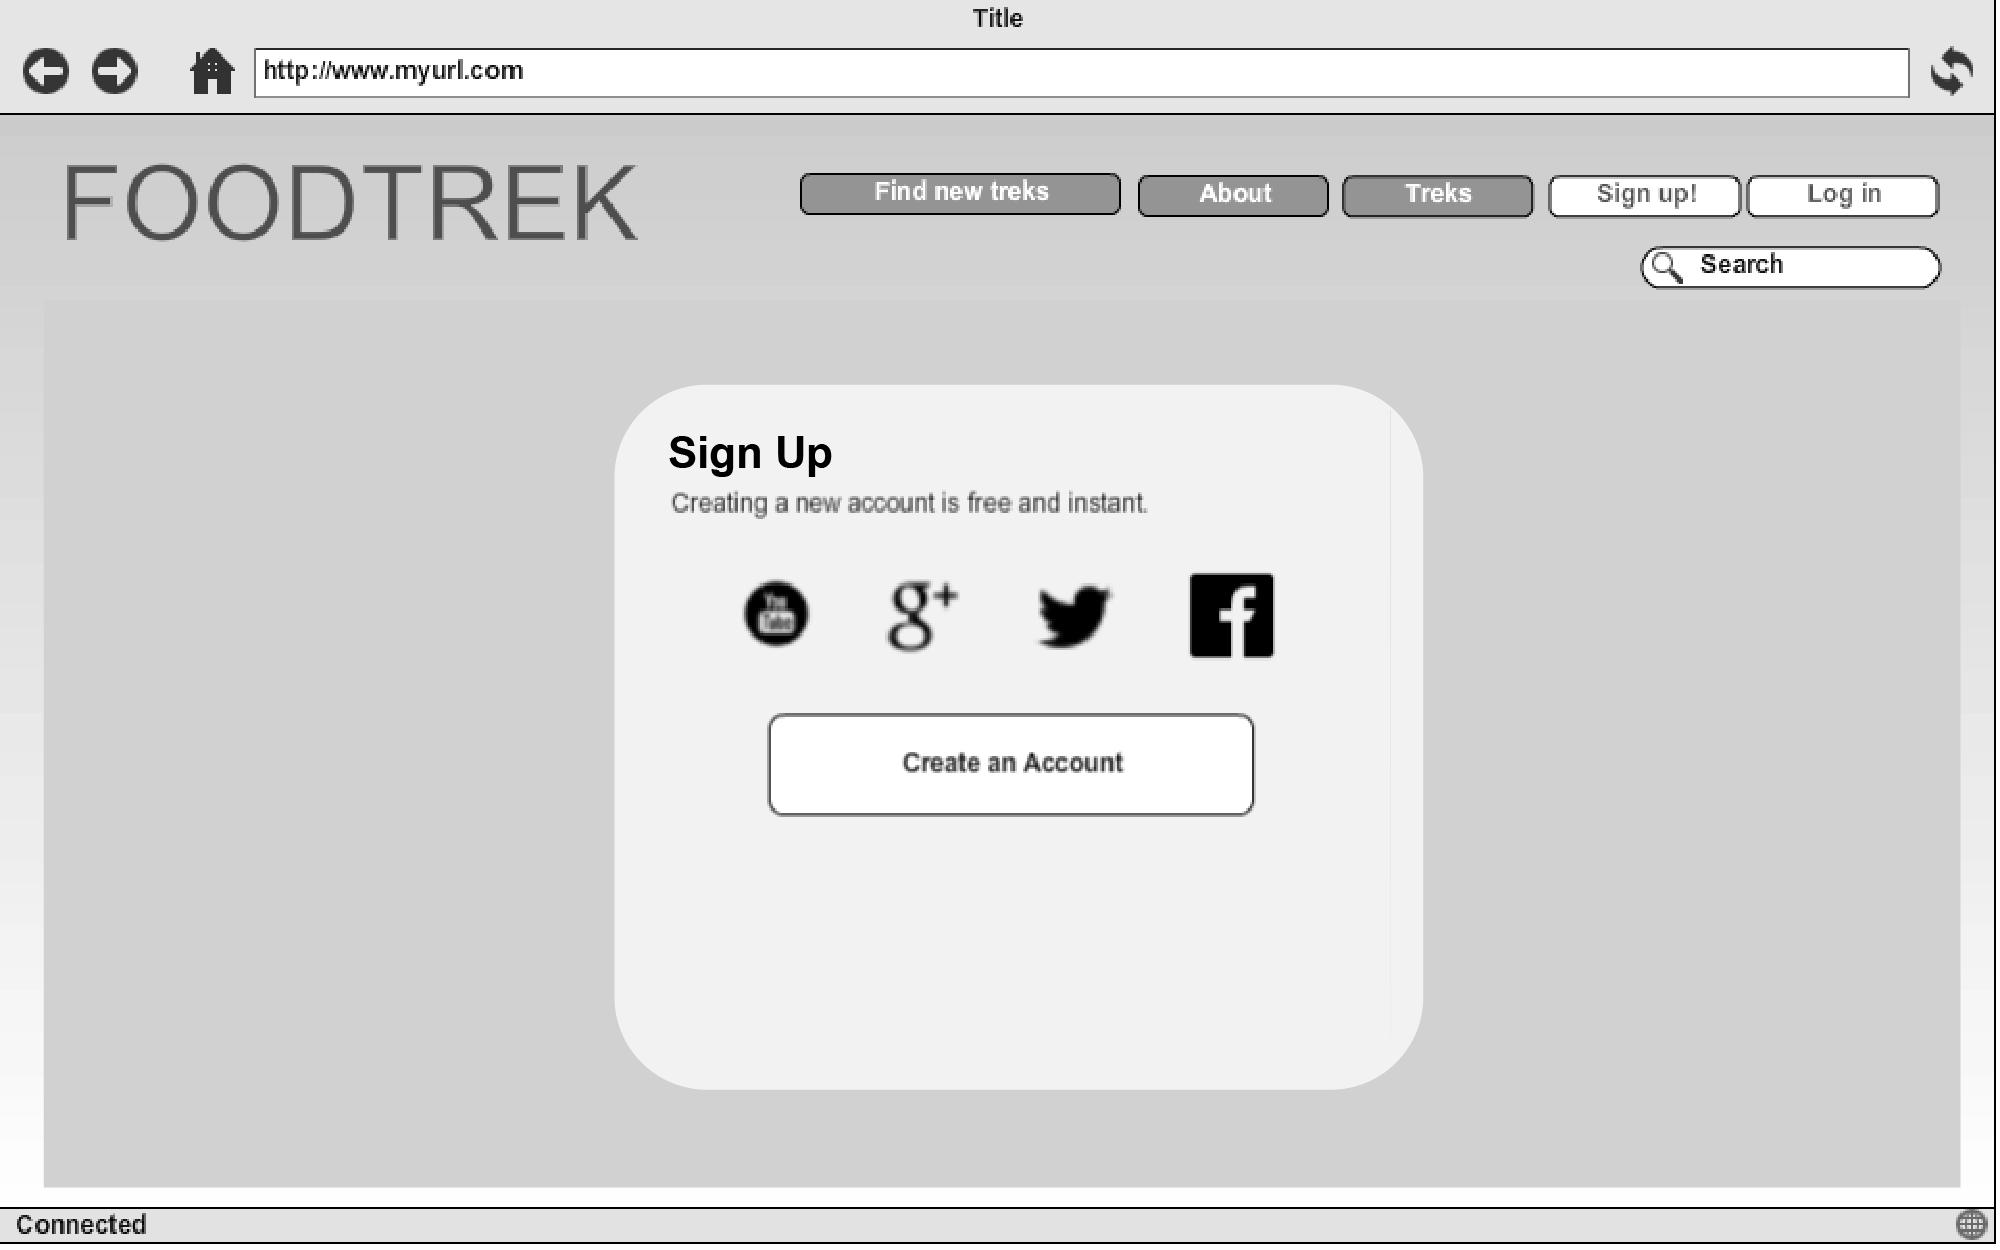 Title
http://www.myurl.com
FOODTREK
Find new treks
About
Treks
Sign up!
Log in
Search
Sign Up
Creating a new account is free and instant.
You
Tube
g+
f
Create an Account
Connected